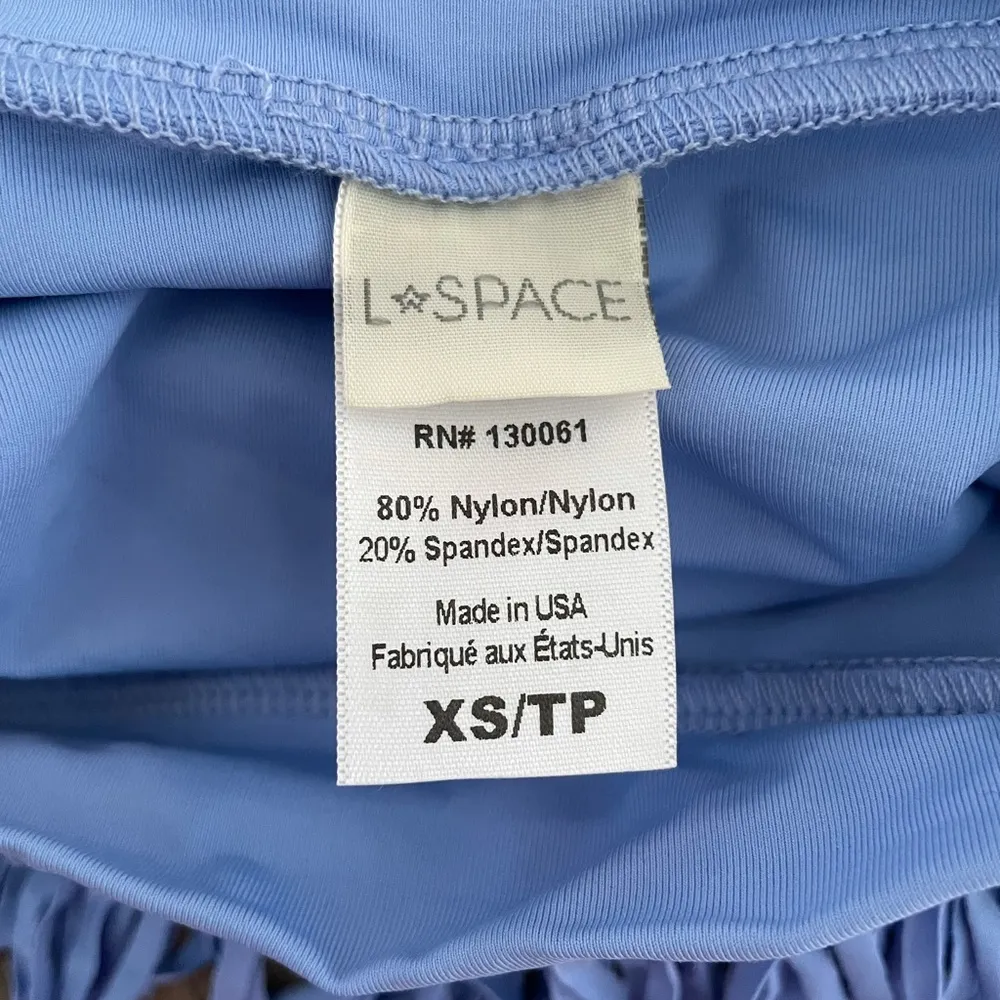 L☆SPACE
RN# 130061
80% Nylon/Nylon
20% Spandex/Spandex
Made in USA
Fabriqué aux États-Unis
XS/TP